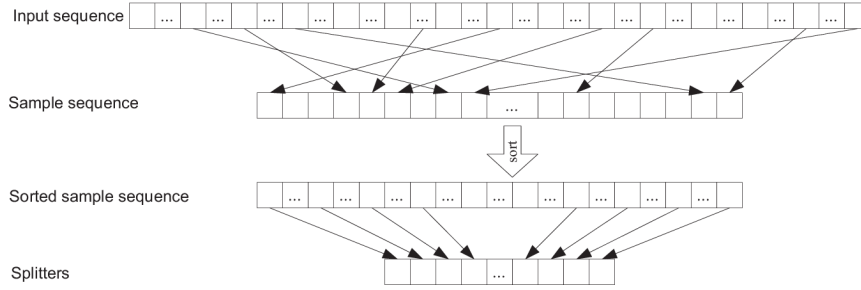 Input sequence ... ... ... ... ... ... ... ... ... ... ... ... ... ...
Sample sequence ...
sort
Sorted sample sequence ... ... ... ... ... ... ... ... ...
Splitters ...